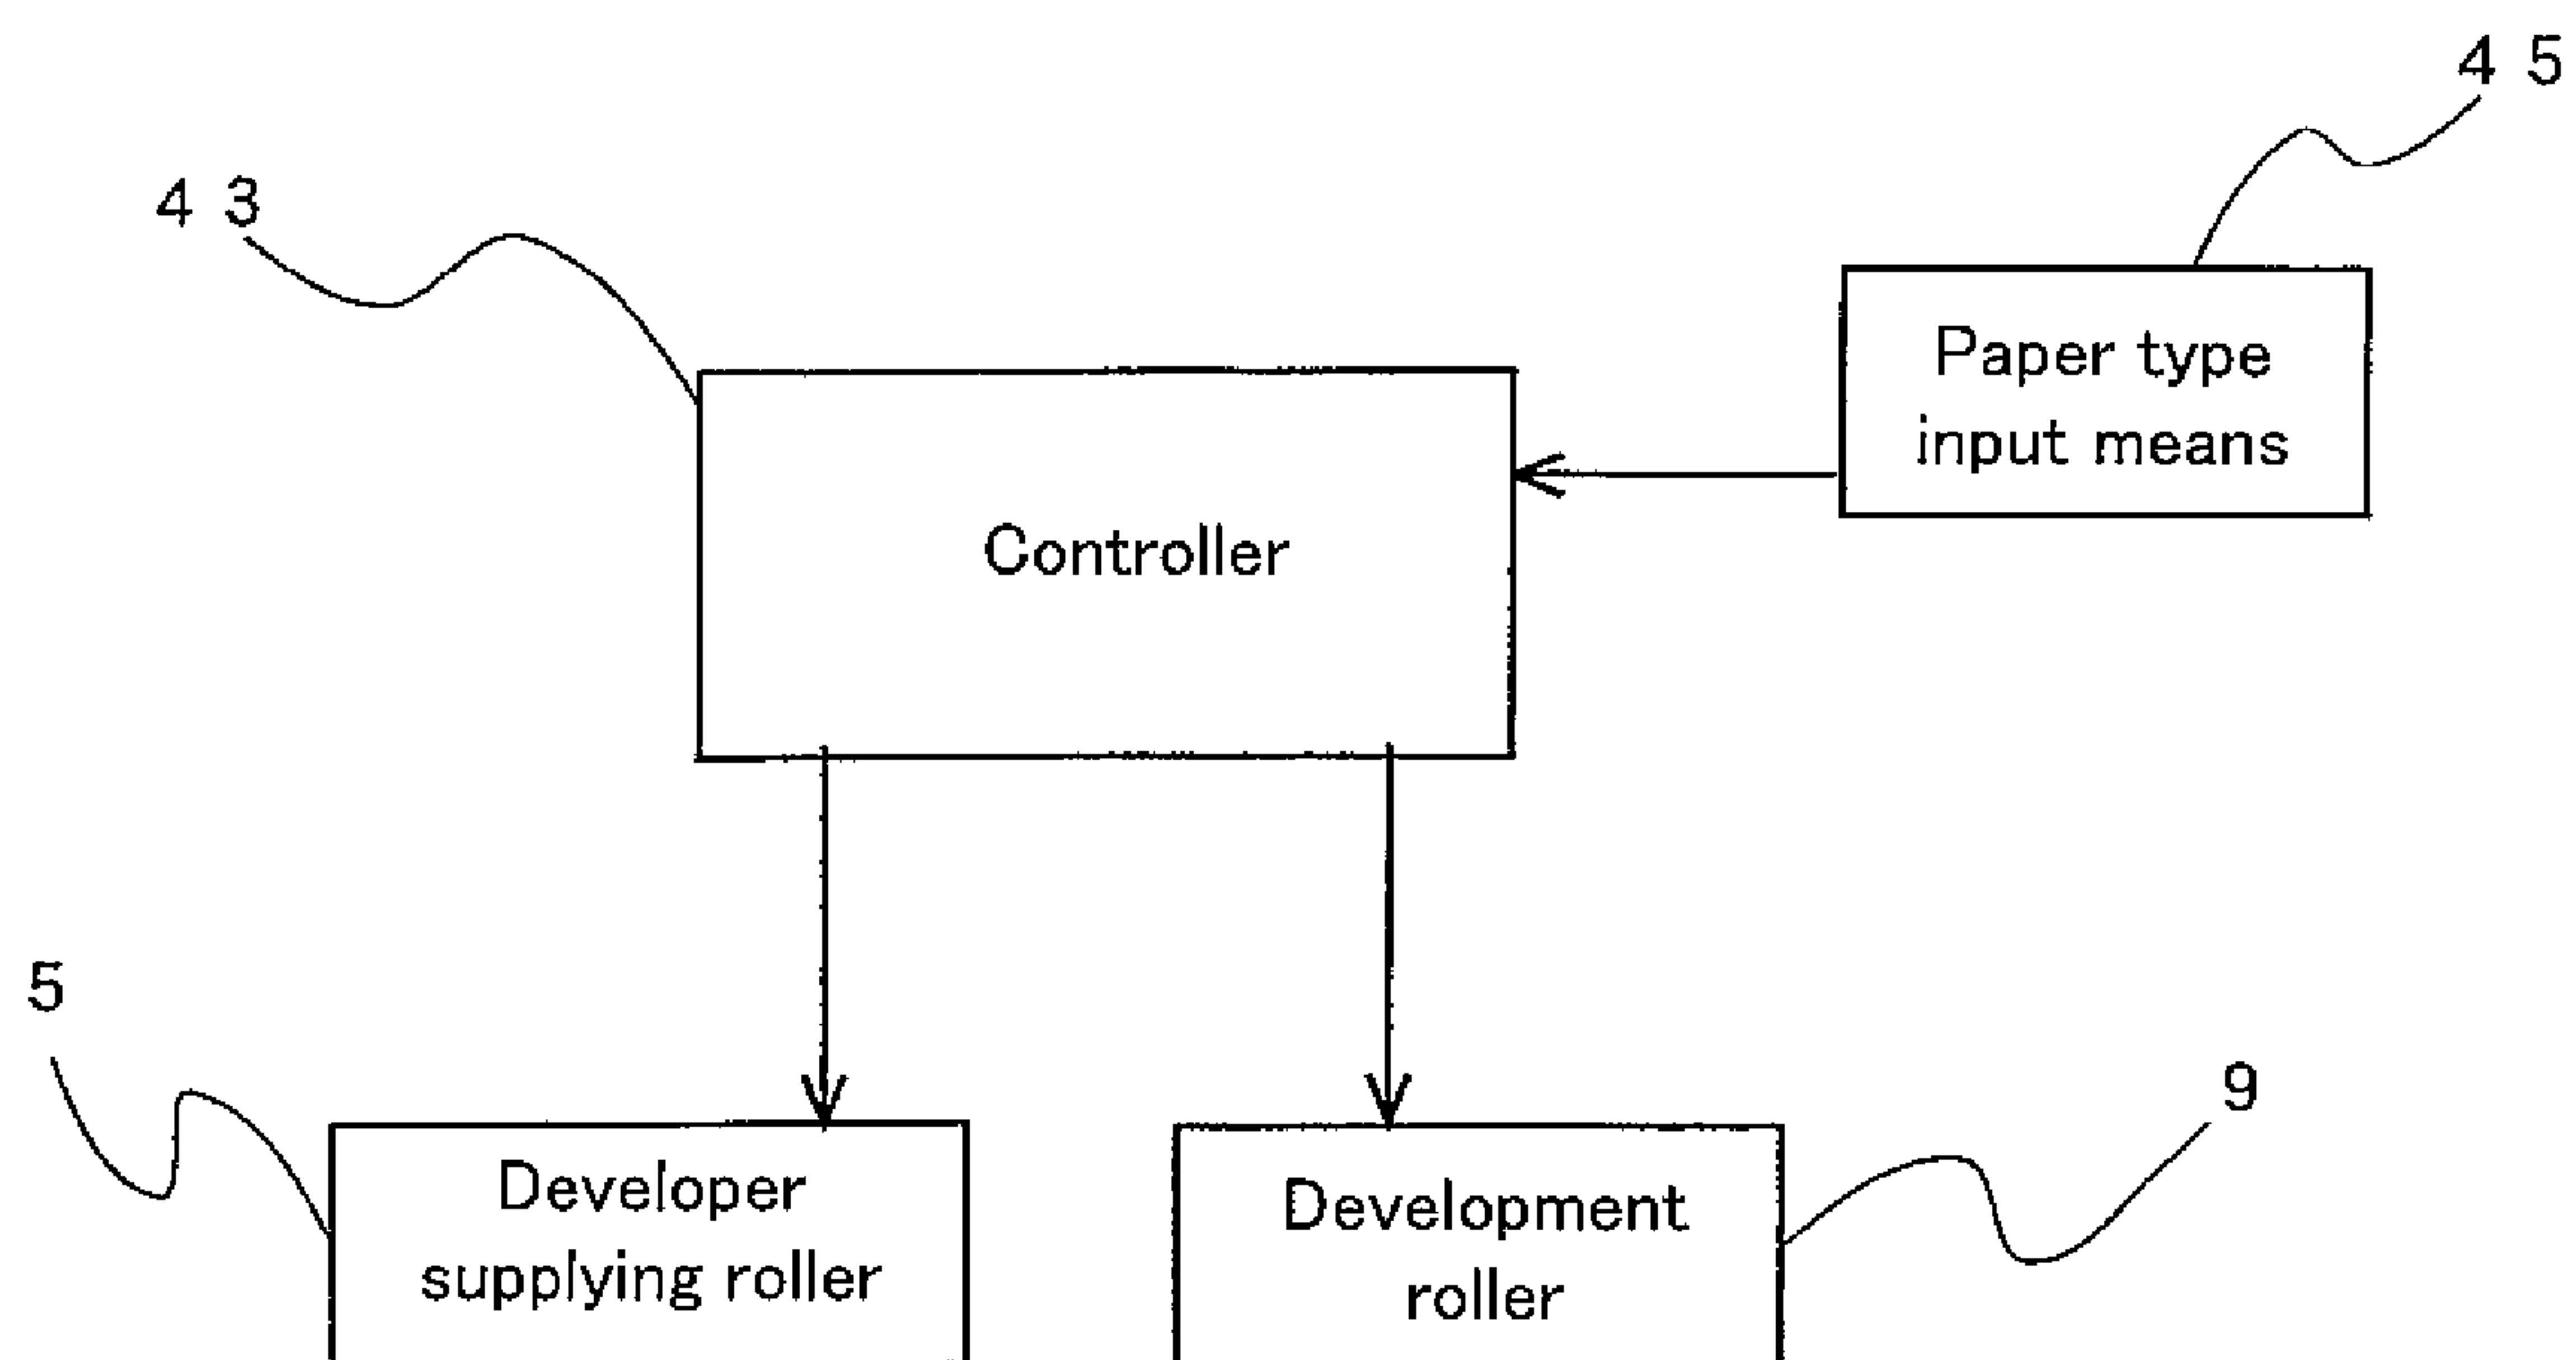 4 5
4 3
Paper type
input means
Controller
5
9
Developer
supplying roller
Development
roller